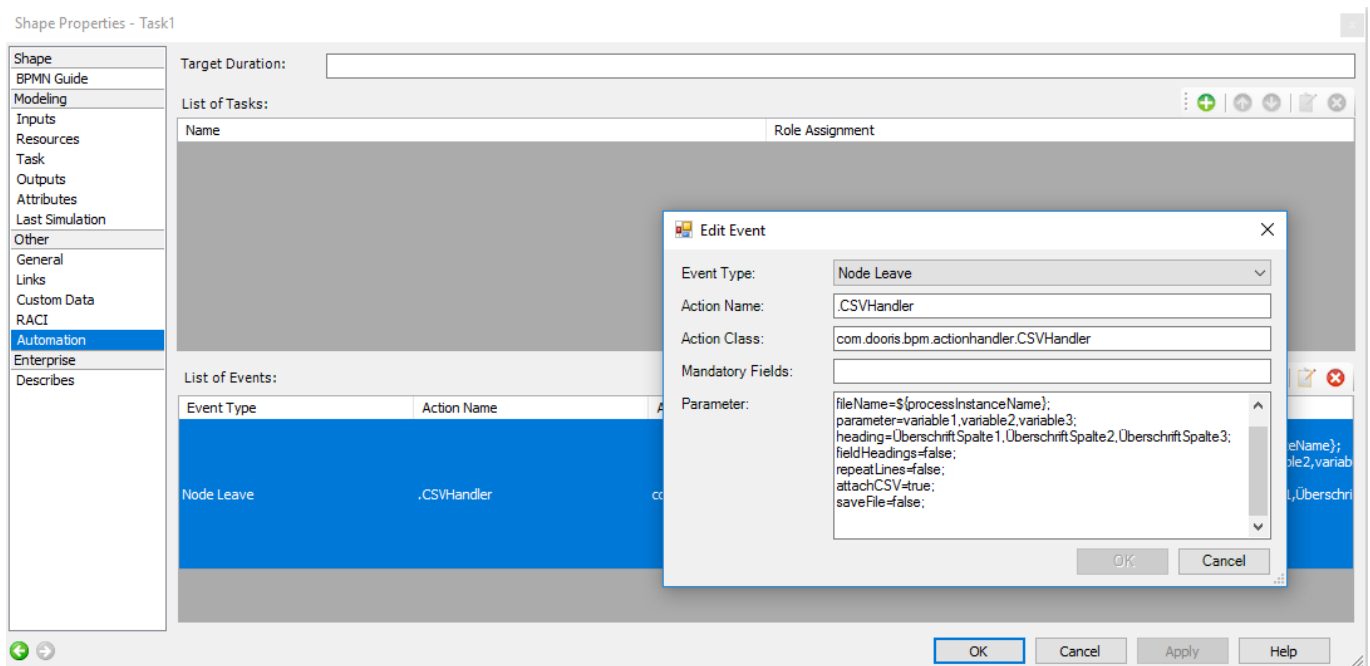 Shape Properties - Task1
Shape
BPMN Guide
Modeling
Inputs
Resources
Task
Outputs
Attributes
Last Simulation
Other
General
Links
Custom Data
RACI
Automation
Enterprise
Describes
Target Duration:
List of Tasks:
Name Role Assignment
List of Events:
Event Type Action Name A
Node Leave .CSVHandler co
eName};
ble2,variab
1,Überschri
Edit Event
Event Type: Node Leave
Action Name: .CSVHandler
Action Class: com.dooris.bpm.actionhandler.CSVHandler
Mandatory Fields:
Parameter: fileName=${processInstanceName};
parameter=variable1,variable2,variable3;
heading=ÜberschriftSpalte1,ÜberschriftSpalte2,ÜberschriftSpalte3;
fieldHeadings=false;
repeatLines=false;
attachCSV=true;
saveFile=false;
OK Cancel
OK Cancel Apply Help